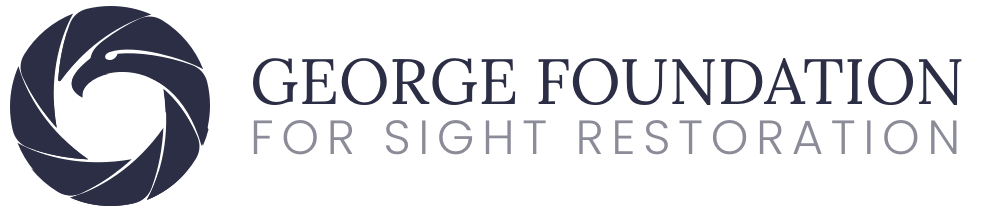 GEORGE FOUNDATION
FOR SIGHT RESTORATION